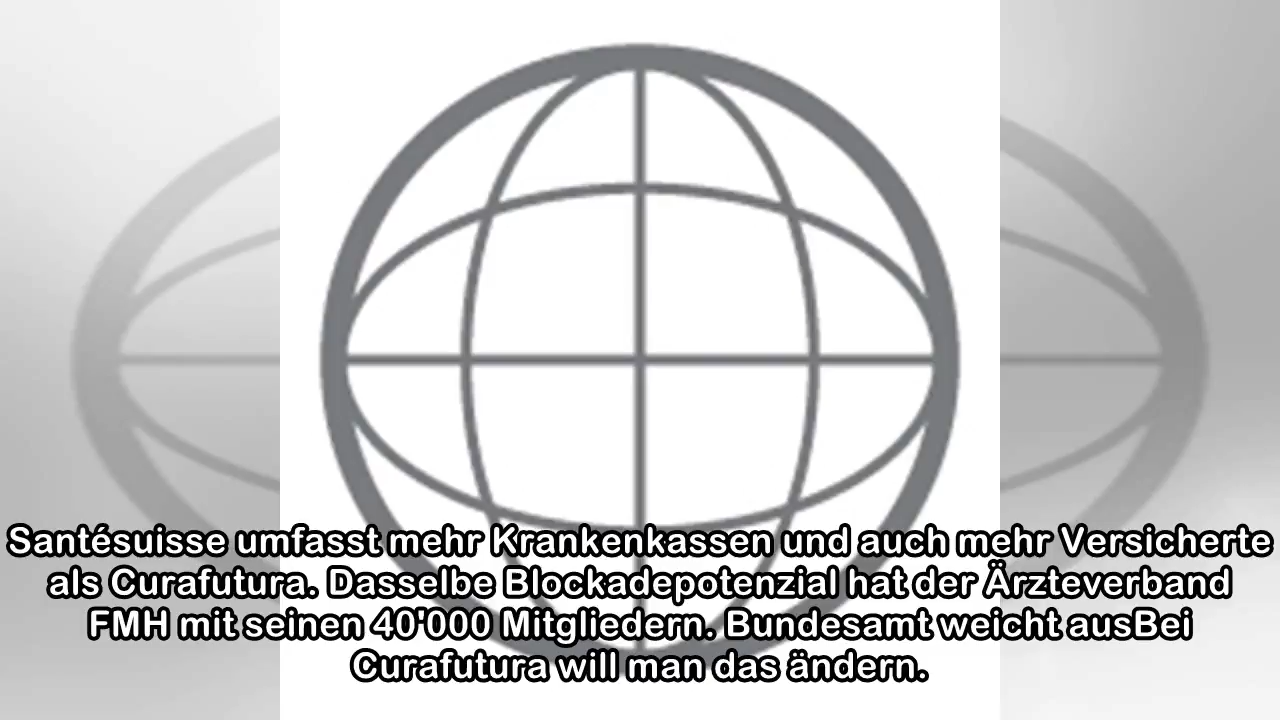 Santésuisse umfasst mehr Krankenkassen und auch mehr Versicherte
als Curafutura. Dasselbe Blockadepotenzial hat der Ärzteverband
FMH mit seinen 40'000 Mitgliedern. Bundesamt weicht ausBei
Curafutura will man das ändern.